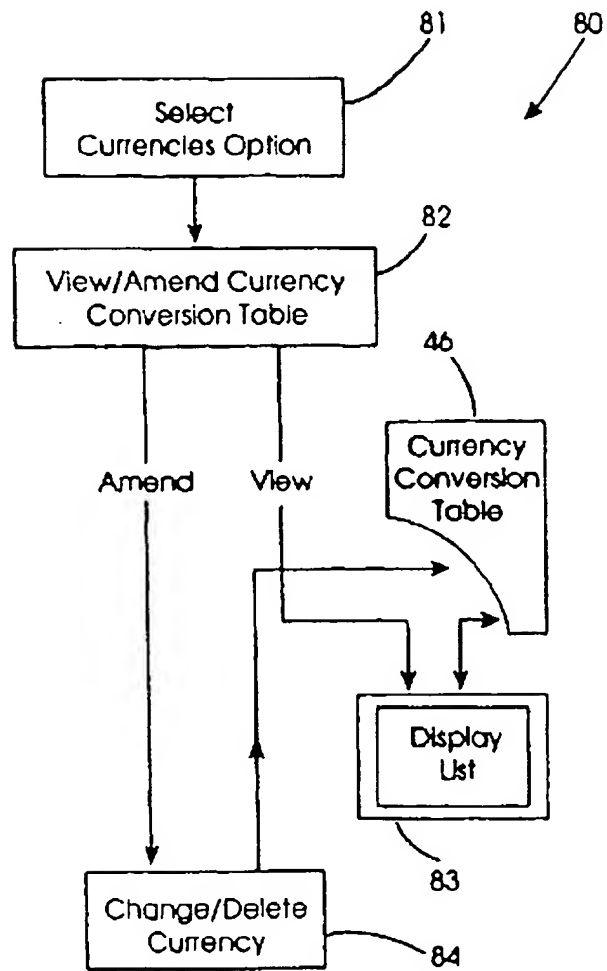 81
80
Select
Currencies Option
82
View/Amend Currency
Conversion Table
46
Currency
Conversion
Table
Amend
View
Display
List
83
Change/Delete
Currency
84